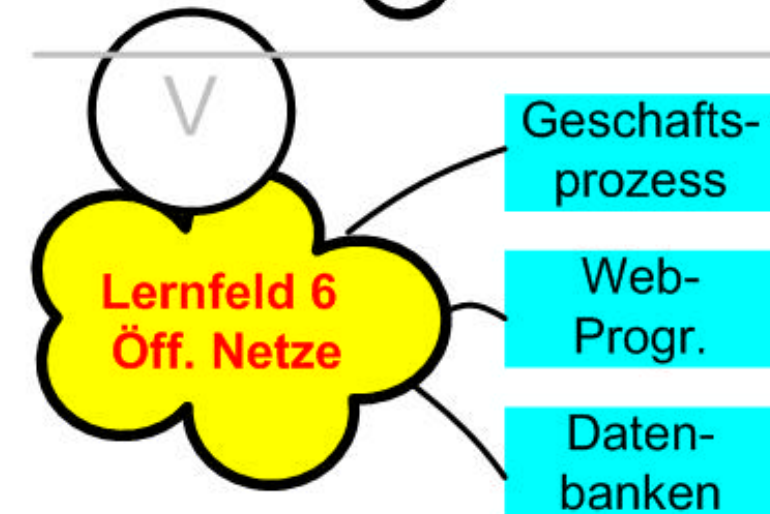 V
Geschafts-
prozess
Lernfeld 6
Öff. Netze
Web-
Progr.
Daten-
banken